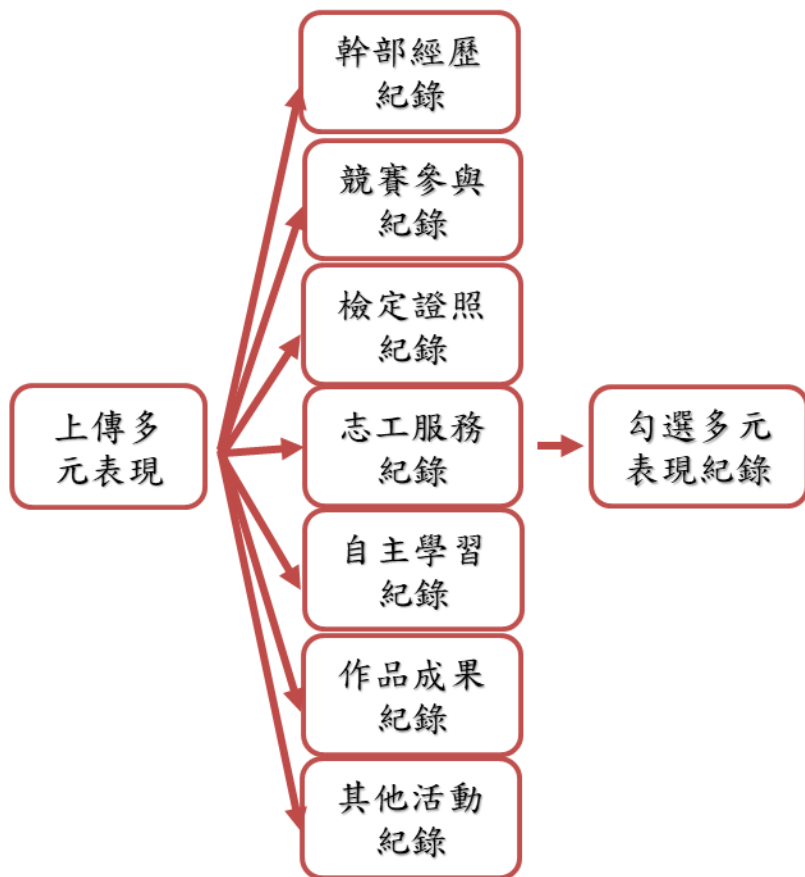 幹部經歷
紀錄
競賽參與
紀錄
檢定證照
紀錄
上傳多
元表現
志工服務
紀錄
勾選多元
表現紀錄
自主學習
紀錄
作品成果
紀錄
其他活動
紀錄